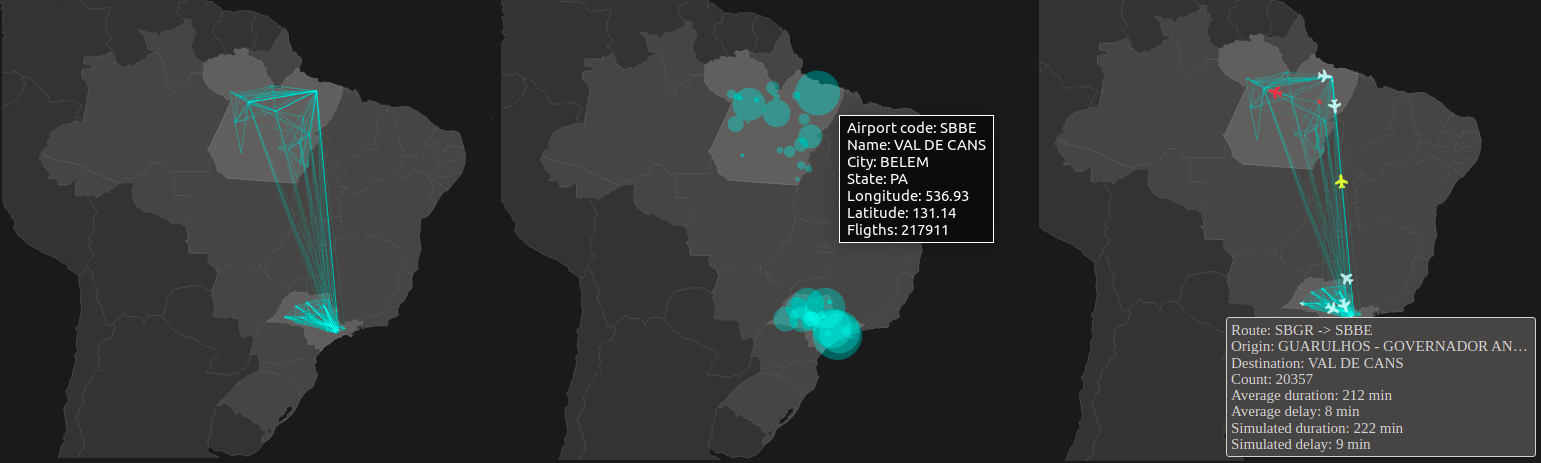 Airport code: SBBE
Name: VAL DE CANS
City: BELEM
State: PA
Longitude: 536.93
Latitude: 131.14
Fligths: 217911
Route: SBGR -> SBBE
Origin: GUARULHOS - GOVERNADOR AN...
Destination: VAL DE CANS
Count: 20357
Average duration: 212 min
Average delay: 8 min
Simulated duration: 222 min
Simulated delay: 9 min